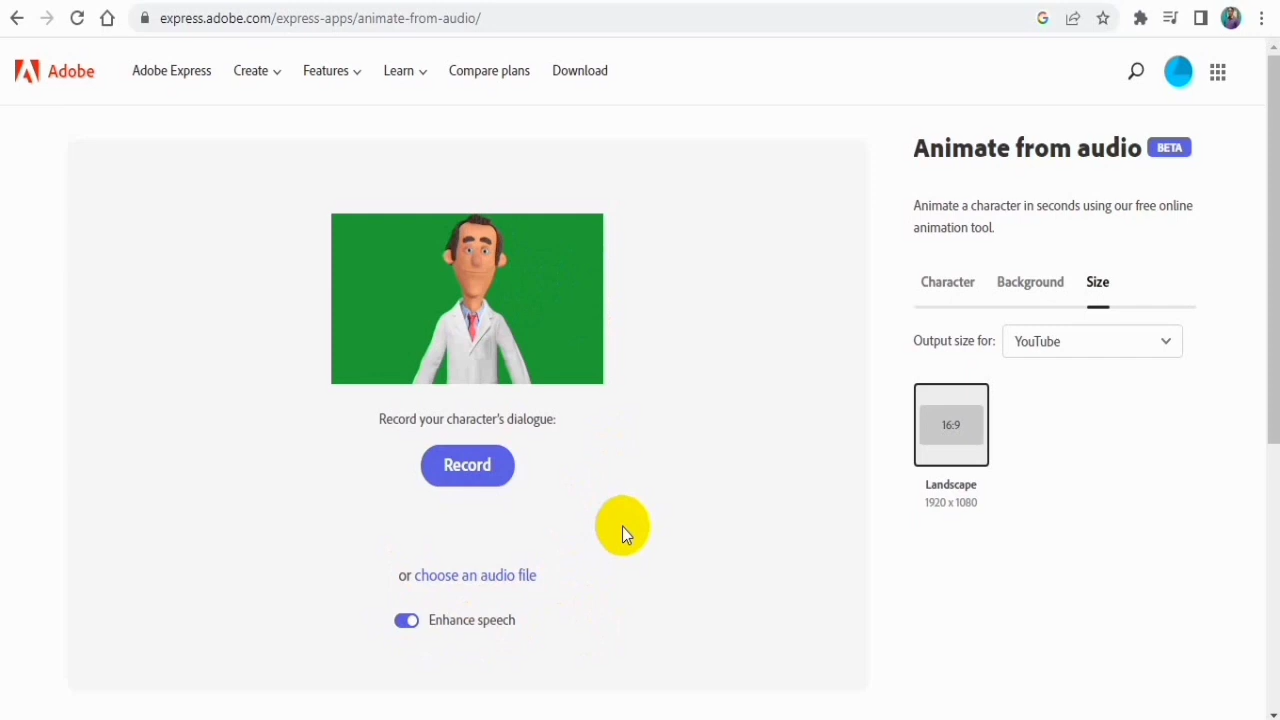 express.adobe.com/express-apps/animate-from-audio/
Adobe
Adobe Express
Create
Features
Learn
Compare plans
Download
Animate from audio BETA
Animate a character in seconds using our free online
animation tool.
Character
Background
Size
Output size for:
YouTube
16:9
Landscape
1920 x 1080
Record your character's dialogue:
Record
or choose an audio file
Enhance speech